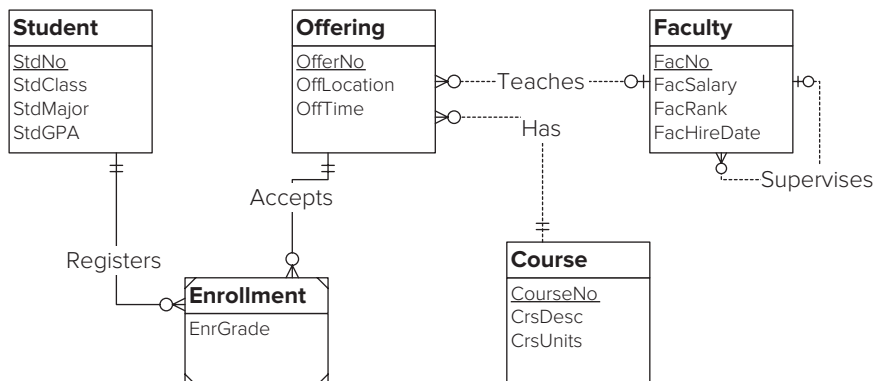 Student
StdNo
StdClass
StdMajor
StdGPA
Offering
OfferNo
OffLocation
OffTime
Teaches
Has
Faculty
FacNo
FacSalary
FacRank
FacHireDate
Supervises
Accepts
Registers
Enrollment
EnrGrade
Course
CourseNo
CrsDesc
CrsUnits